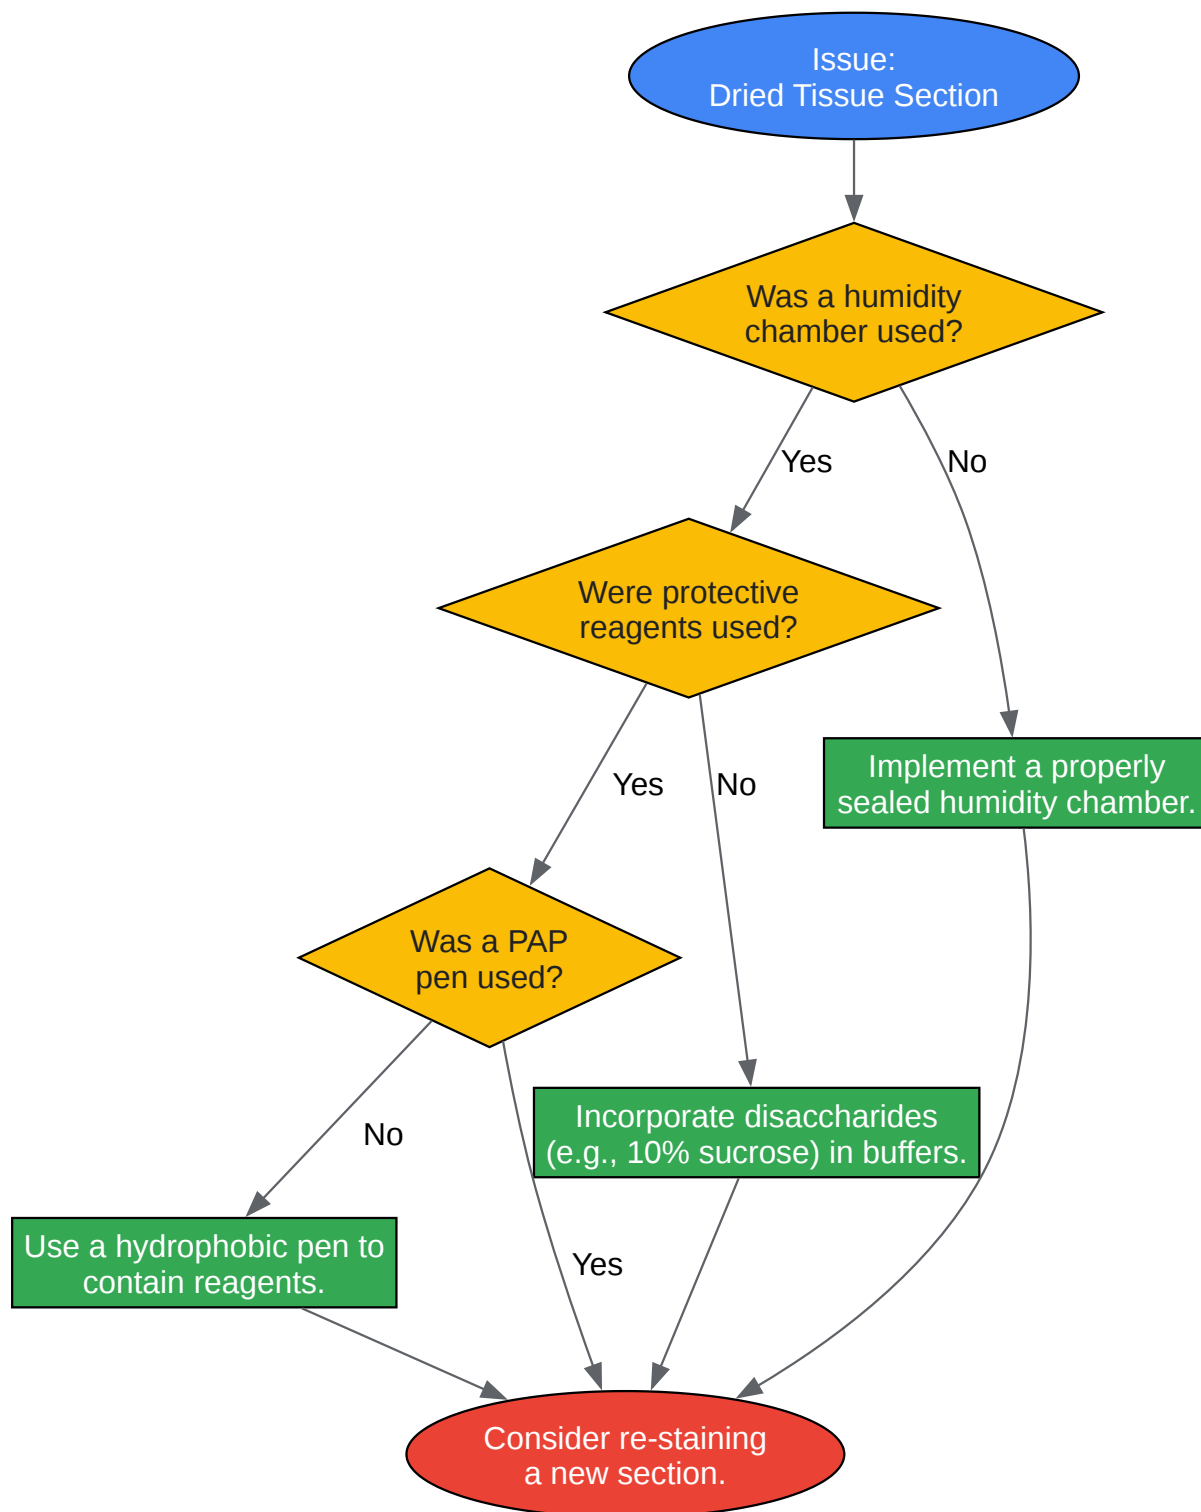 Issue:
Dried Tissue Section
Was a humidity
chamber used?
Yes
No
Were protective
reagents used?
Yes
No
Implement a properly
sealed humidity chamber.
Was a PAP
pen used?
No
Yes
Incorporate disaccharides
(e.g., 10% sucrose) in buffers.
Use a hydrophobic pen to
contain reagents.
Consider re-staining
a new section.